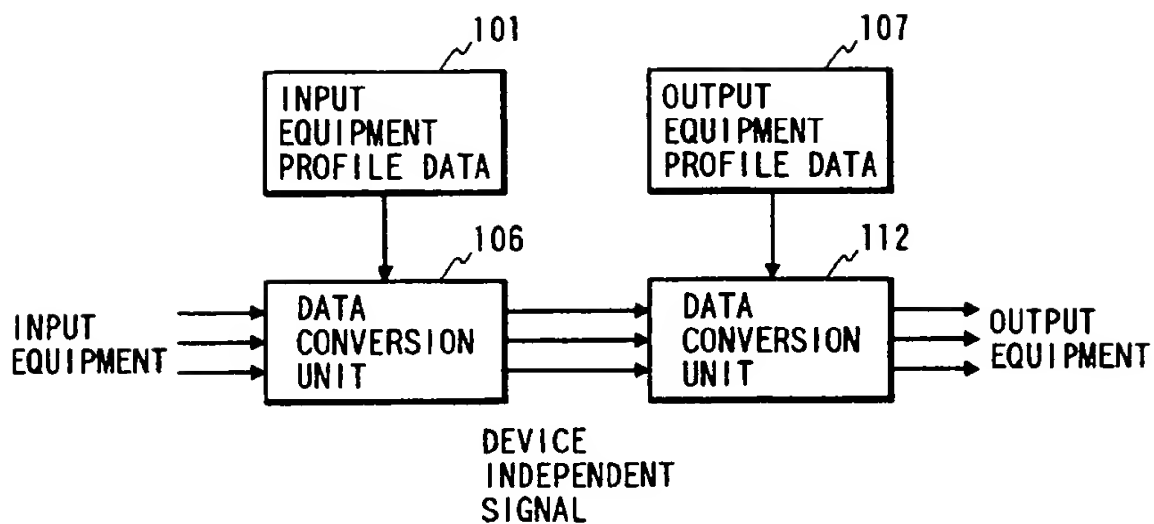 101
107
INPUT
EQUIPMENT
PROFILE DATA
OUTPUT
EQUIPMENT
PROFILE DATA
106
112
INPUT
EQUIPMENT
DATA
CONVERSION
UNIT
DATA
CONVERSION
UNIT
OUTPUT
EQUIPMENT
DEVICE
INDEPENDENT
SIGNAL